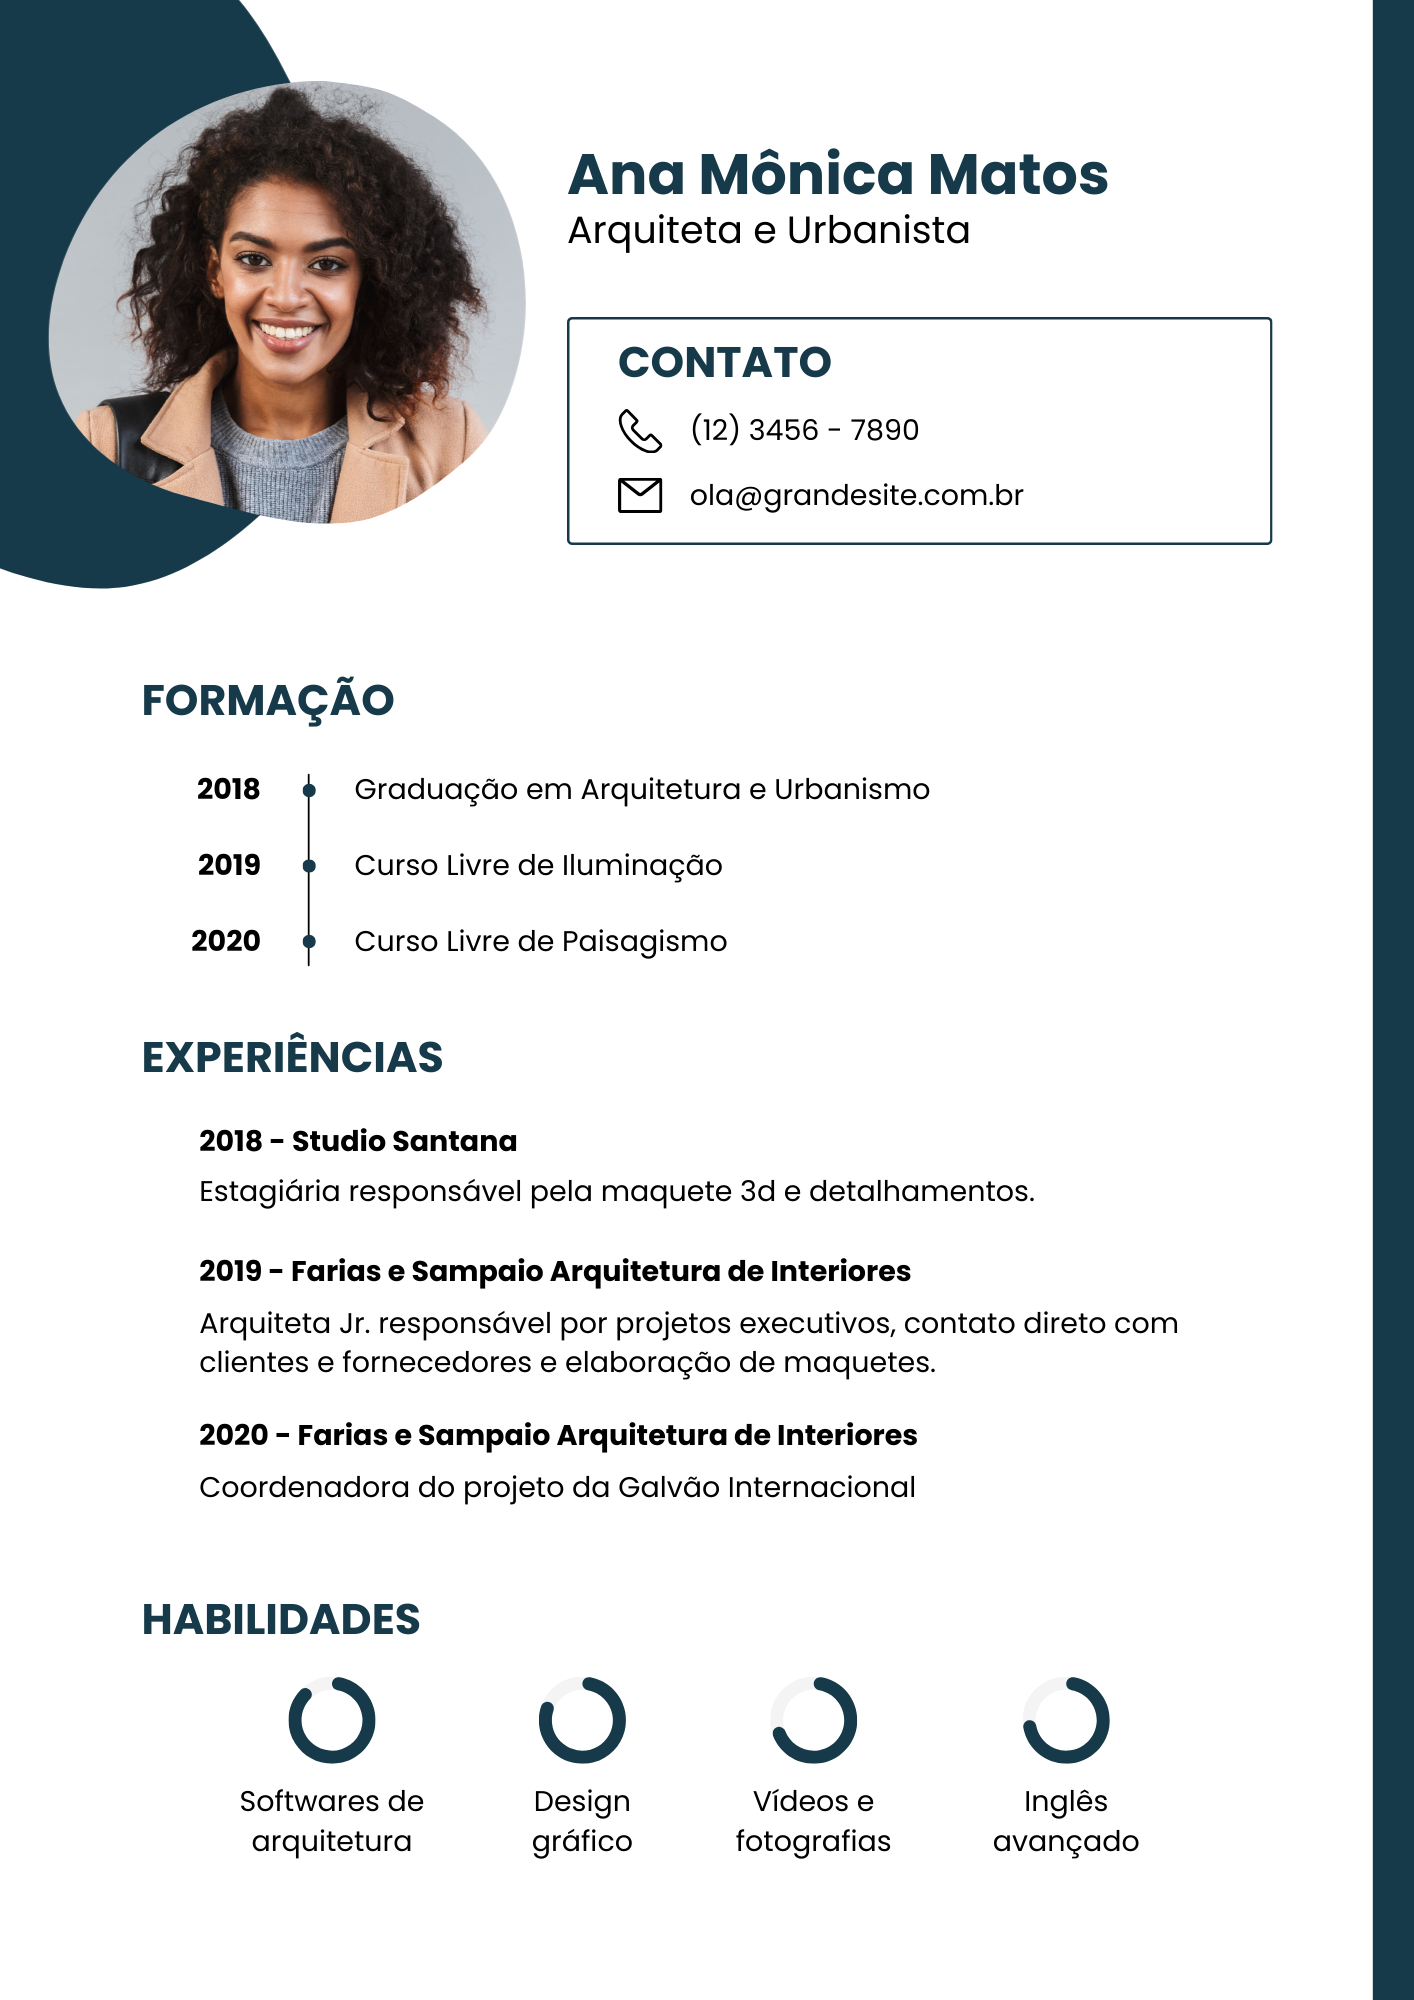 Ana Mônica Matos
Arquiteta e Urbanista
CONTATO
(12) 3456 - 7890
ola@grandesite.com.br
FORMAÇÃO
2018 Graduação em Arquitetura e Urbanismo
2019 Curso Livre de Iluminação
2020 Curso Livre de Paisagismo
EXPERIÊNCIAS
2018 - Studio Santana
Estagiária responsável pela maquete 3d e detalhamentos.
2019 - Farias e Sampaio Arquitetura de Interiores
Arquiteta Jr. responsável por projetos executivos, contato direto com
clientes e fornecedores e elaboração de maquetes.
2020 - Farias e Sampaio Arquitetura de Interiores
Coordenadora do projeto da Galvão Internacional
HABILIDADES
Softwares de
arquitetura
Design
gráfico
Vídeos e
fotografias
Inglês
avançado